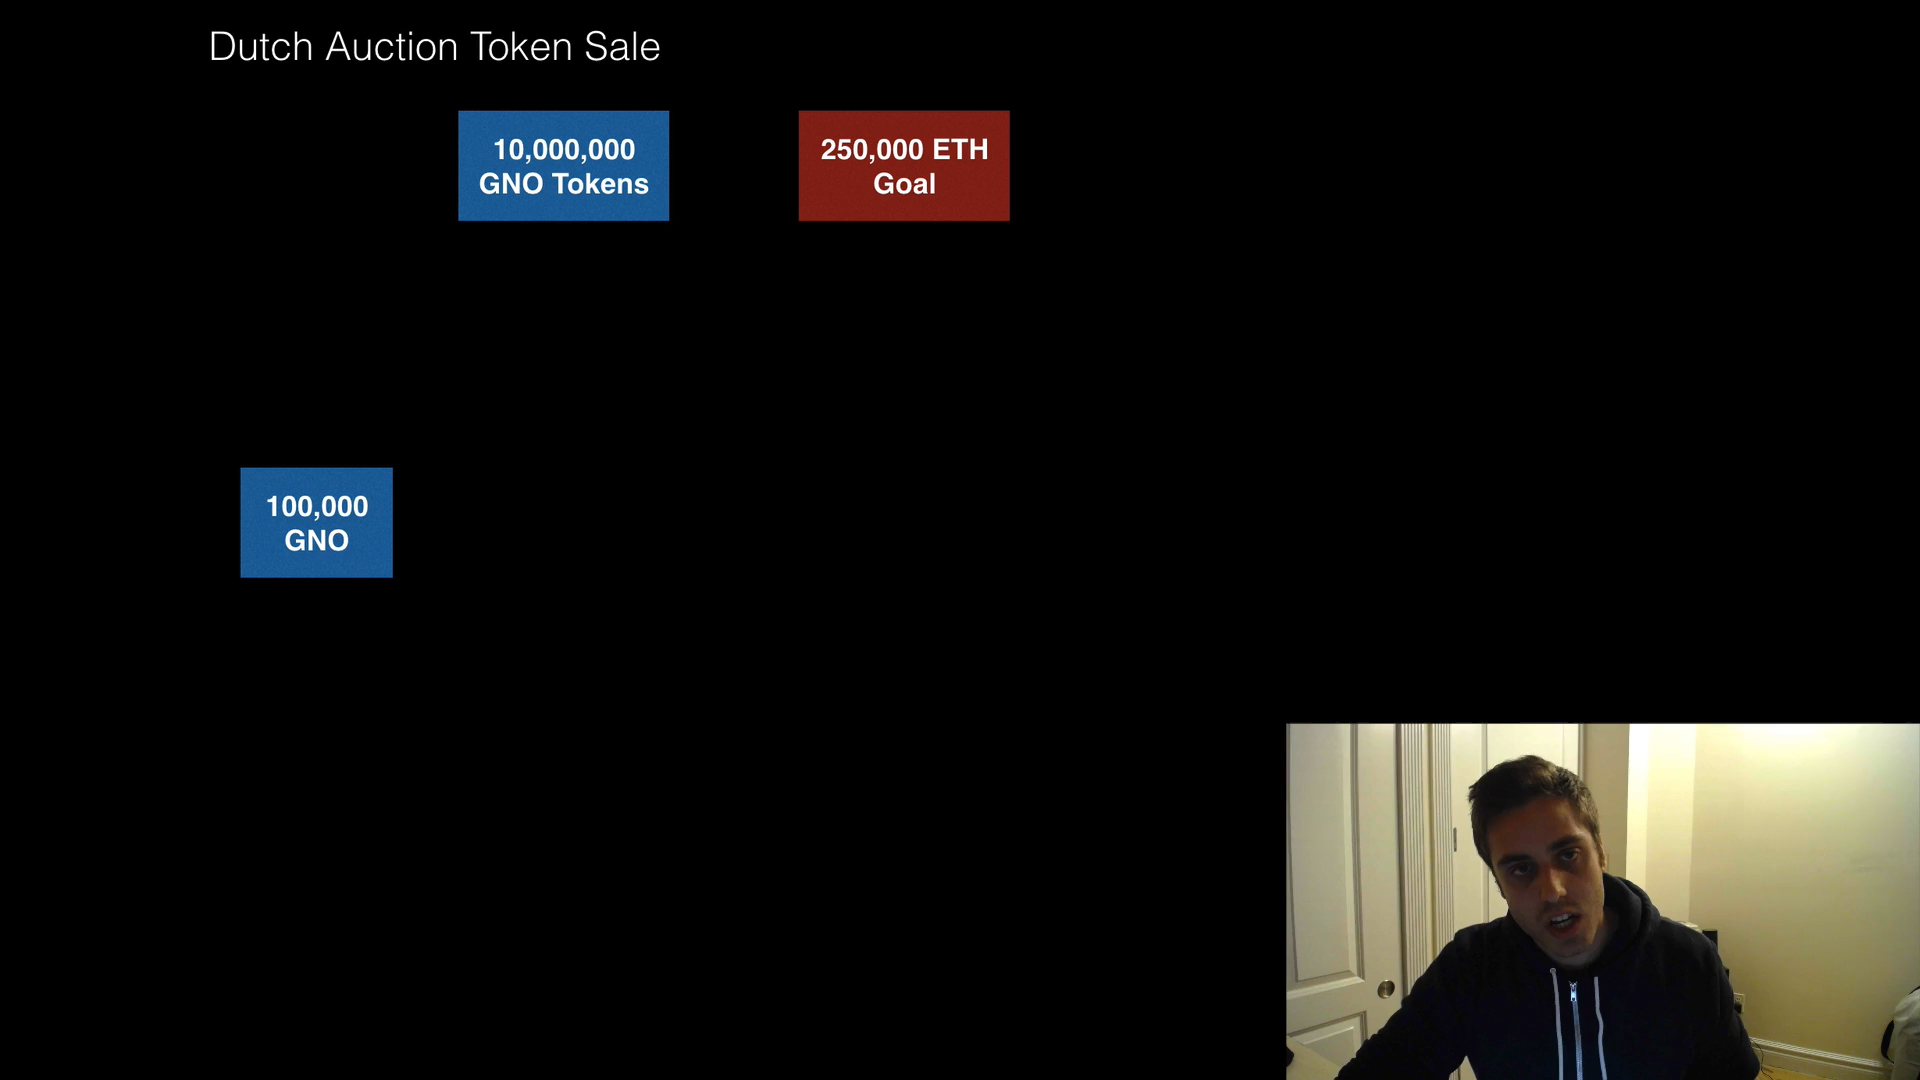 Dutch Auction Token Sale
10,000,000
GNO Tokens
250,000 ETH
Goal
100,000
GNO